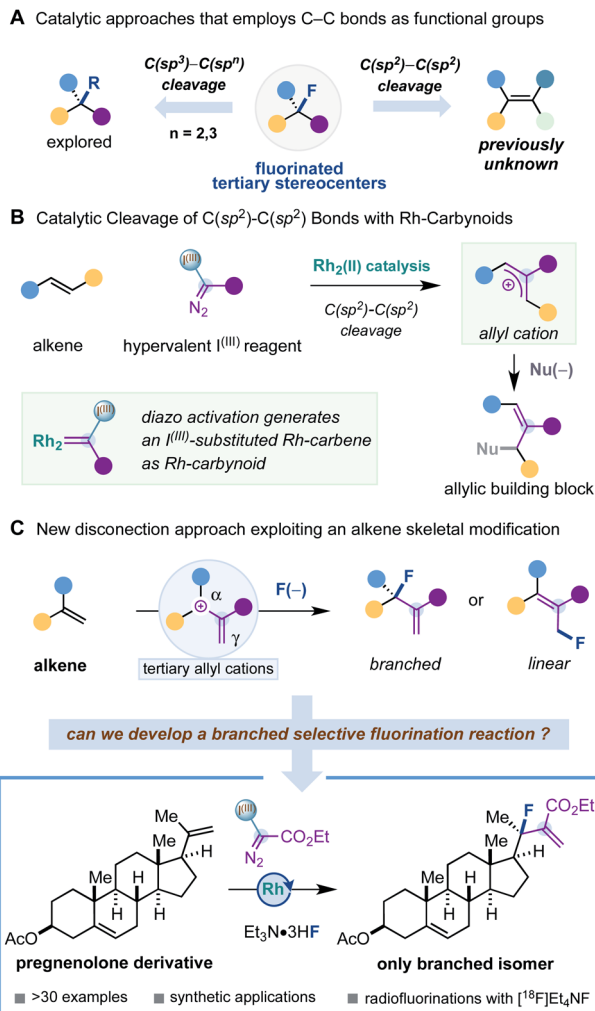 A Catalytic approaches that employs C–C bonds as functional groups
C(sp³)–C(spⁿ)
cleavage
n = 2,3
C(sp²)–C(sp²)
cleavage
R
explored
F
fluorinated
tertiary stereocenters
previously
unknown
B Catalytic Cleavage of C(sp²)-C(sp²) Bonds with Rh-Carbynoids
I(III)
N₂
Rh₂(II) catalysis
C(sp²)-C(sp²)
cleavage
+
alkene
hypervalent I(III) reagent
allyl cation
Nu(–)
Rh₂
I(III)
diazo activation generates
an I(III)-substituted Rh-carbene
as Rh-carbynoid
Nu
allylic building block
C New disconection approach exploiting an alkene skeletal modification
alkene
+
α
γ
tertiary allyl cations
F(–)
F
branched
or
F
linear
can we develop a branched selective fluorination reaction ?
Me
Me
Me
H
H
H
AcO
pregnenolone derivative
I(III)
CO₂Et
N₂
Rh
Et₃N•3HF
F
CO₂Et
Me
Me
Me
H
H
H
AcO
only branched isomer
>30 examples
synthetic applications
radiofluorinations with [¹⁸F]Et₄NF